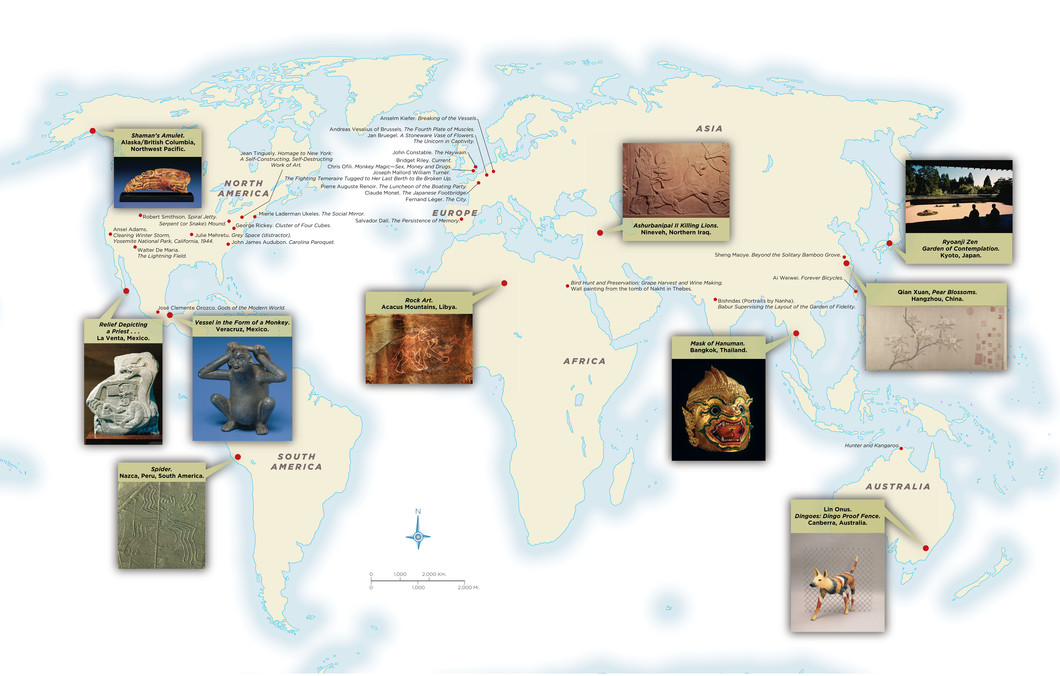 Anselm Kiefer. Breaking of the Vessels.
Andreas Vesalius of Brussels. The Fourth Plate of Muscles.
Jan Bruegel. A Stoneware Vase of Flowers.
The Unicorn in Captivity.
John Constable. The Haywain.
Bridget Riley. Current.
Chris Ofili. Monkey Magic—Sex, Money and Drugs.
Joseph Mallord William Turner.
The Fighting Temeraire Tugged to Her Last Berth to Be Broken Up.
Pierre Auguste Renoir. The Luncheon of the Boating Party.
Claude Monet. The Japanese Footbridge.
Fernand Léger. The City.
Salvador Dalí. The Persistence of Memory.
EUROPE
ASIA
Shaman's Amulet.
Alaska/British Columbia,
Northwest Pacific.
Jean Tinguely. Homage to New York:
A Self-Constructing, Self-Destructing
Work of Art.
NORTH
AMERICA
Robert Smithson. Spiral Jetty.
Serpent (or Snake) Mound.
Mierle Laderman Ukeles. The Social Mirror.
George Rickey. Cluster of Four Cubes.
Ansel Adams.
Clearing Winter Storm,
Yosemite National Park, California, 1944.
Julie Mehretu. Grey Space (distractor).
John James Audubon. Carolina Paroquet.
Walter De Maria.
The Lightning Field.
José Clemente Orozco. Gods of the Modern World.
Relief Depicting
a Priest . . .
La Venta, Mexico.
Vessel in the Form of a Monkey.
Veracruz, Mexico.
Spider.
Nazca, Peru, South America.
SOUTH
AMERICA
Rock Art.
Acacus Mountains, Libya.
AFRICA
Ashurbanipal II Killing Lions.
Nineveh, Northern Iraq.
Bird Hunt and Preservation: Grape Harvest and Wine Making.
Wall painting from the tomb of Nakht in Thebes.
Bishndas (Portraits by Nanha).
Babur Supervising the Layout of the Garden of Fidelity.
Sheng Maoye. Beyond the Solitary Bamboo Grove.
Ai Weiwei. Forever Bicycles.
Ryoanji Zen
Garden of Contemplation.
Kyoto, Japan.
Qian Xuan, Pear Blossoms.
Hangzhou, China.
Mask of Hanuman.
Bangkok, Thailand.
Hunter and Kangaroo.
AUSTRALIA
Lin Onus.
Dingoes: Dingo Proof Fence.
Canberra, Australia.
N
0 1,000 2,000 Km.
0 1,000 2,000 Mi.